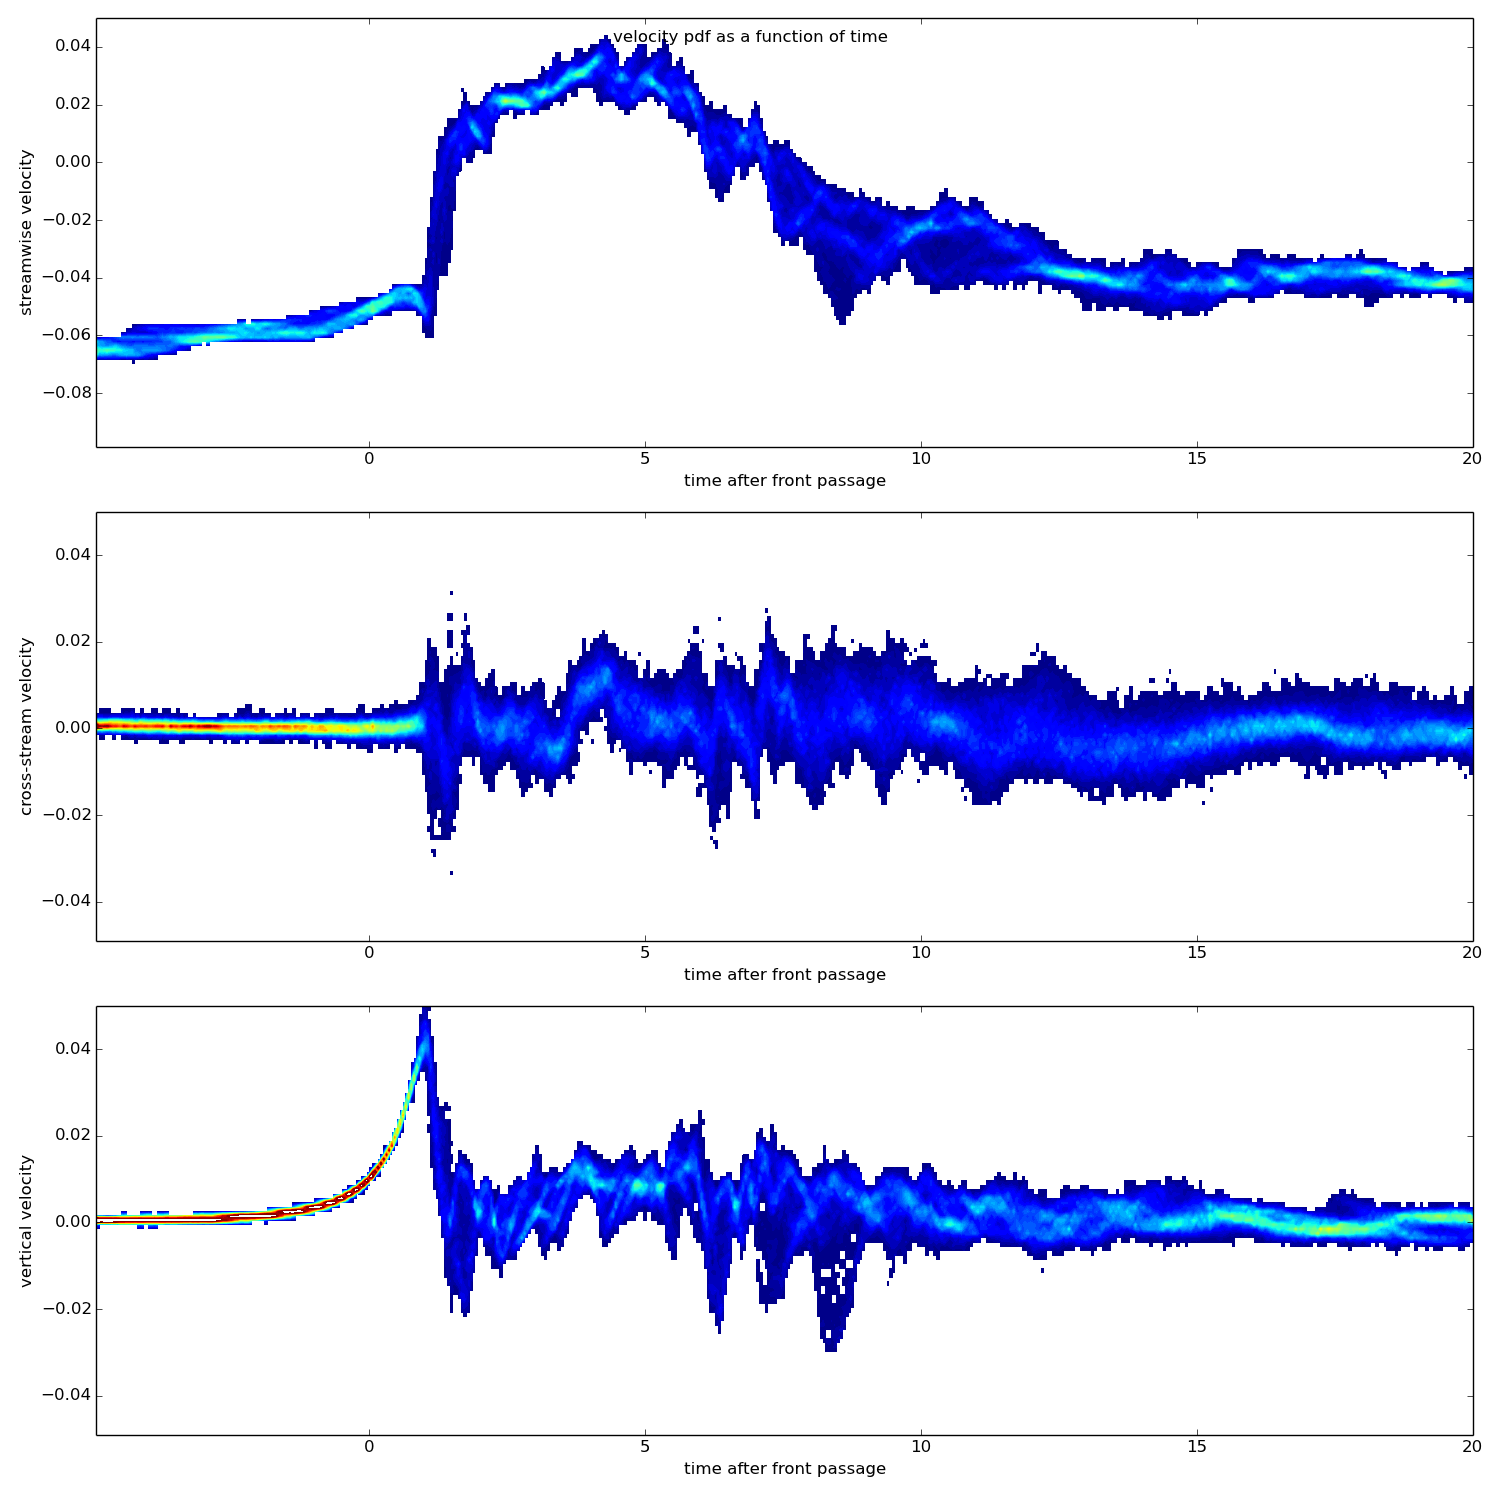 velocity pdf as a function of time
0.04
0.02
0.00
−0.02
−0.04
−0.06
−0.08
streamwise velocity
0 5 10 15 20
time after front passage
0.04
0.02
0.00
−0.02
−0.04
cross-stream velocity
0 5 10 15 20
time after front passage
0.04
0.02
0.00
−0.02
−0.04
vertical velocity
0 5 10 15 20
time after front passage